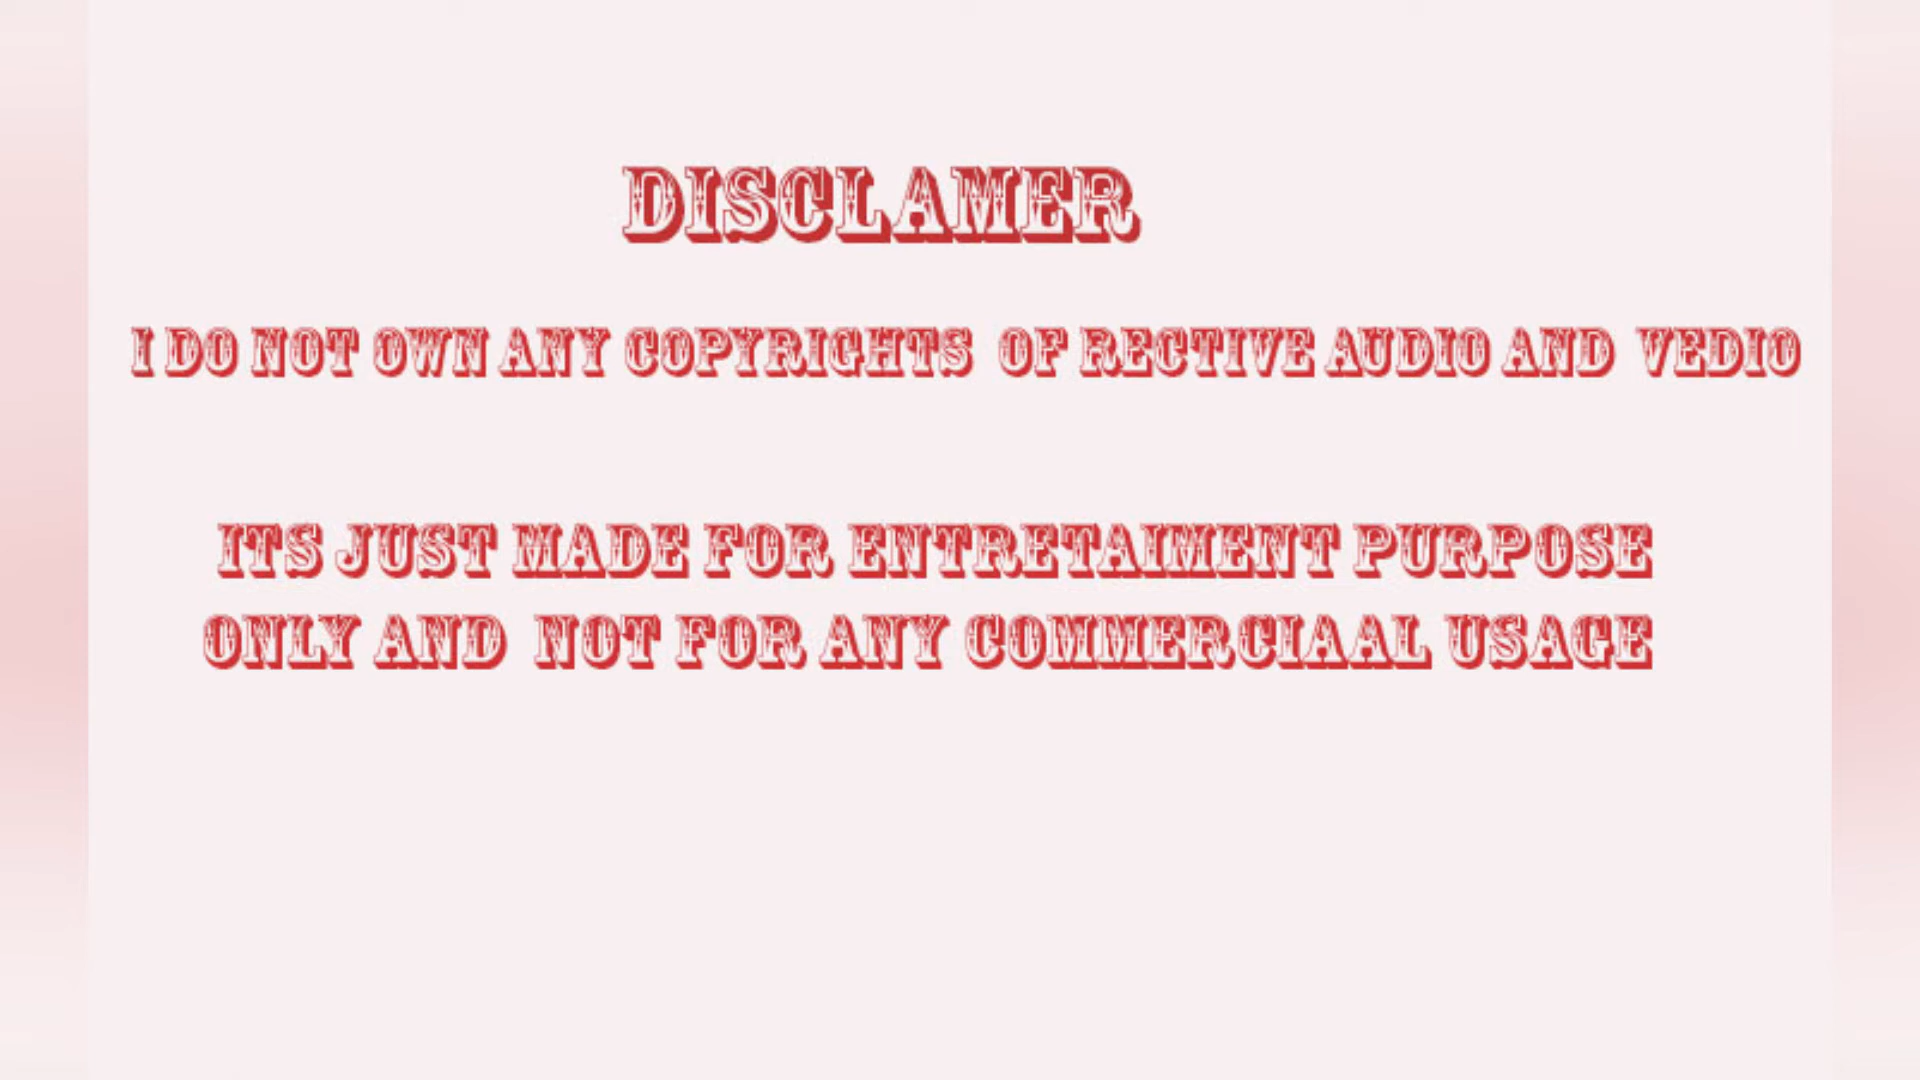 DISCLAMER
I DO NOT OWN ANY COPYRIGHTS OF RECTIVE AUDIO AND VEDIO
ITS JUST MADE FOR ENTRETAIMENT PURPOSE
ONLY AND NOT FOR ANY COMMERCIAAL USAGE